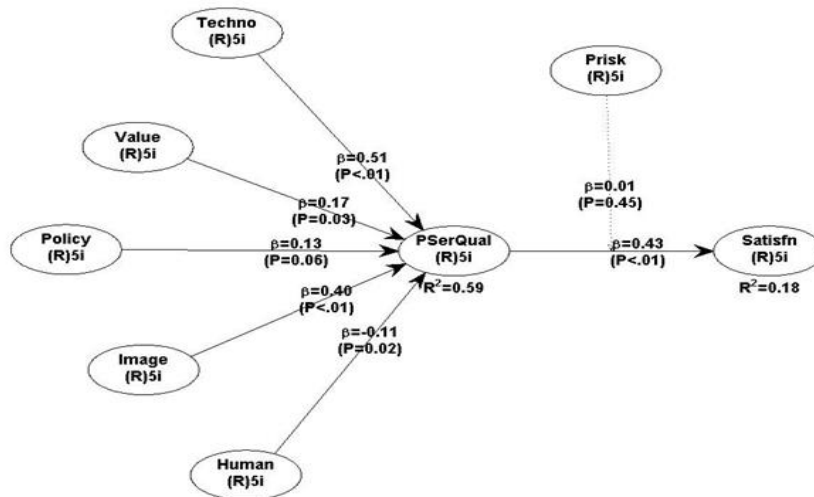 Techno
(R)5i
Prisk
(R)5i
Value
(R)5i
β=0.51
(P<.01)
β=0.17
(P=0.03)
β=0.01
(P=0.45)
Policy
(R)5i
β=0.13
(P=0.06)
PSerQual
(R)5i
R²=0.59
β=0.43
(P<.01)
Satisfn
(R)5i
R²=0.18
β=0.40
(P<.01)
Image
(R)5i
β=-0.11
(P=0.02)
Human
(R)5i